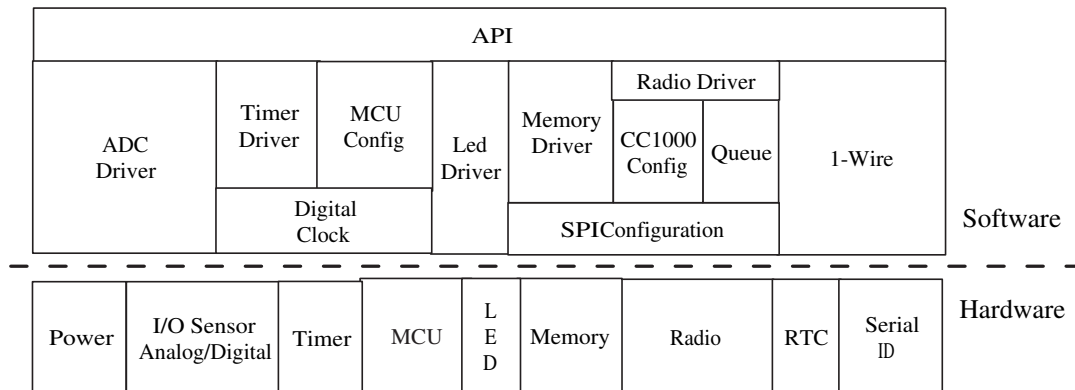 API
ADC
Driver
Timer
Driver
MCU
Config
Digital
Clock
Led
Driver
Memory
Driver
Radio Driver
CC1000
Config
Queue
SPIConfiguration
1-Wire
Software
Hardware
Power
I/O Sensor
Analog/Digital
Timer
MCU
L
E
D
Memory
Radio
RTC
Serial
ID